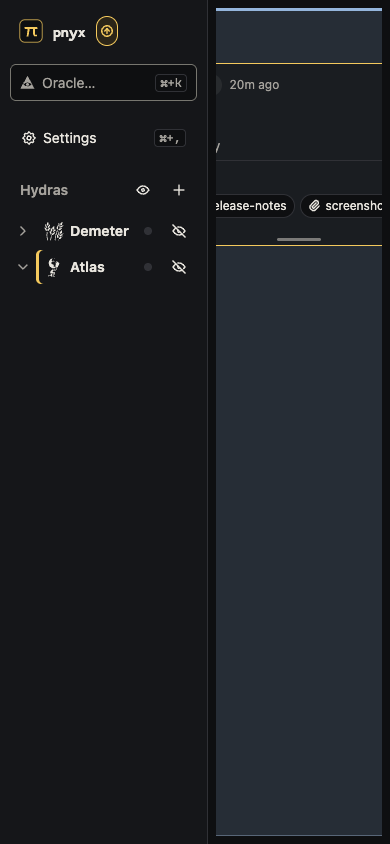 pnyx
Oracle...
⌘+k
20m ago
Settings
⌘+,
y
Hydras
elease-notes
screensho
Demeter
Atlas